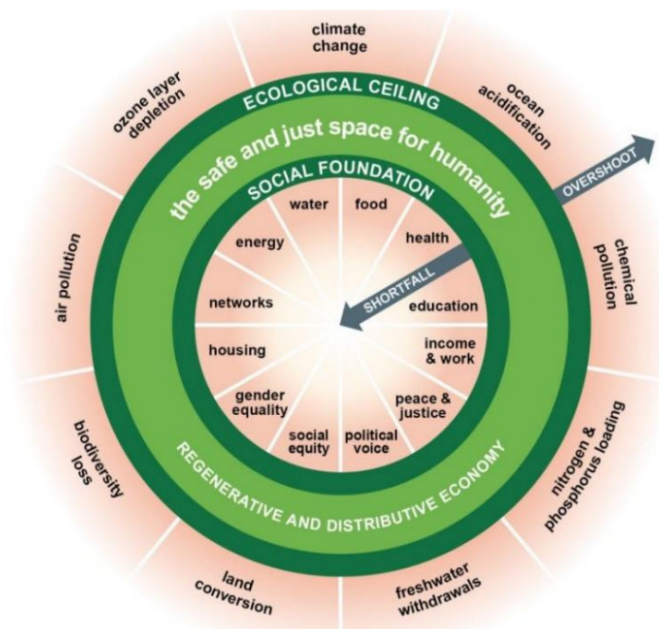 climate
change
ocean
acidification
chemical
pollution
nitrogen &
phosphorus loading
freshwater
withdrawals
land
conversion
biodiversity
loss
air pollution
ozone layer
depletion
OVERSHOOT
ECOLOGICAL CEILING
the safe and just space for humanity
SOCIAL FOUNDATION
water
food
health
SHORTFALL
education
income
& work
peace &
justice
political
voice
social
equity
gender
equality
housing
networks
energy
REGENERATIVE AND DISTRIBUTIVE ECONOMY